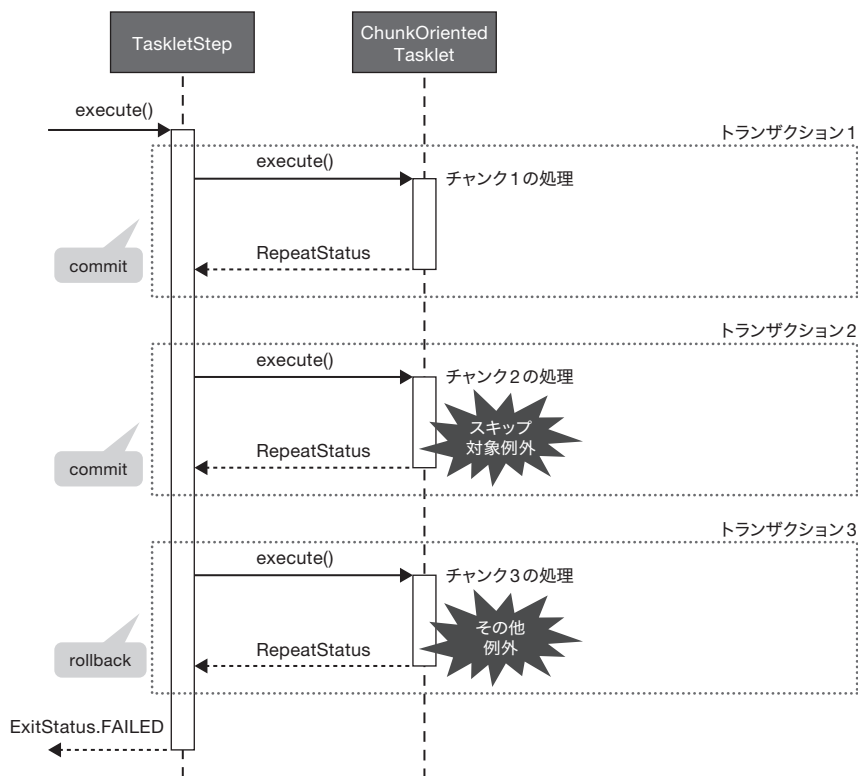 TaskletStep
ChunkOriented
Tasklet
execute()
トランザクション1
execute()
チャンク1の処理
commit
RepeatStatus
トランザクション2
execute()
チャンク2の処理
スキップ
対象例外
commit
RepeatStatus
トランザクション3
execute()
チャンク3の処理
その他
例外
rollback
RepeatStatus
ExitStatus.FAILED